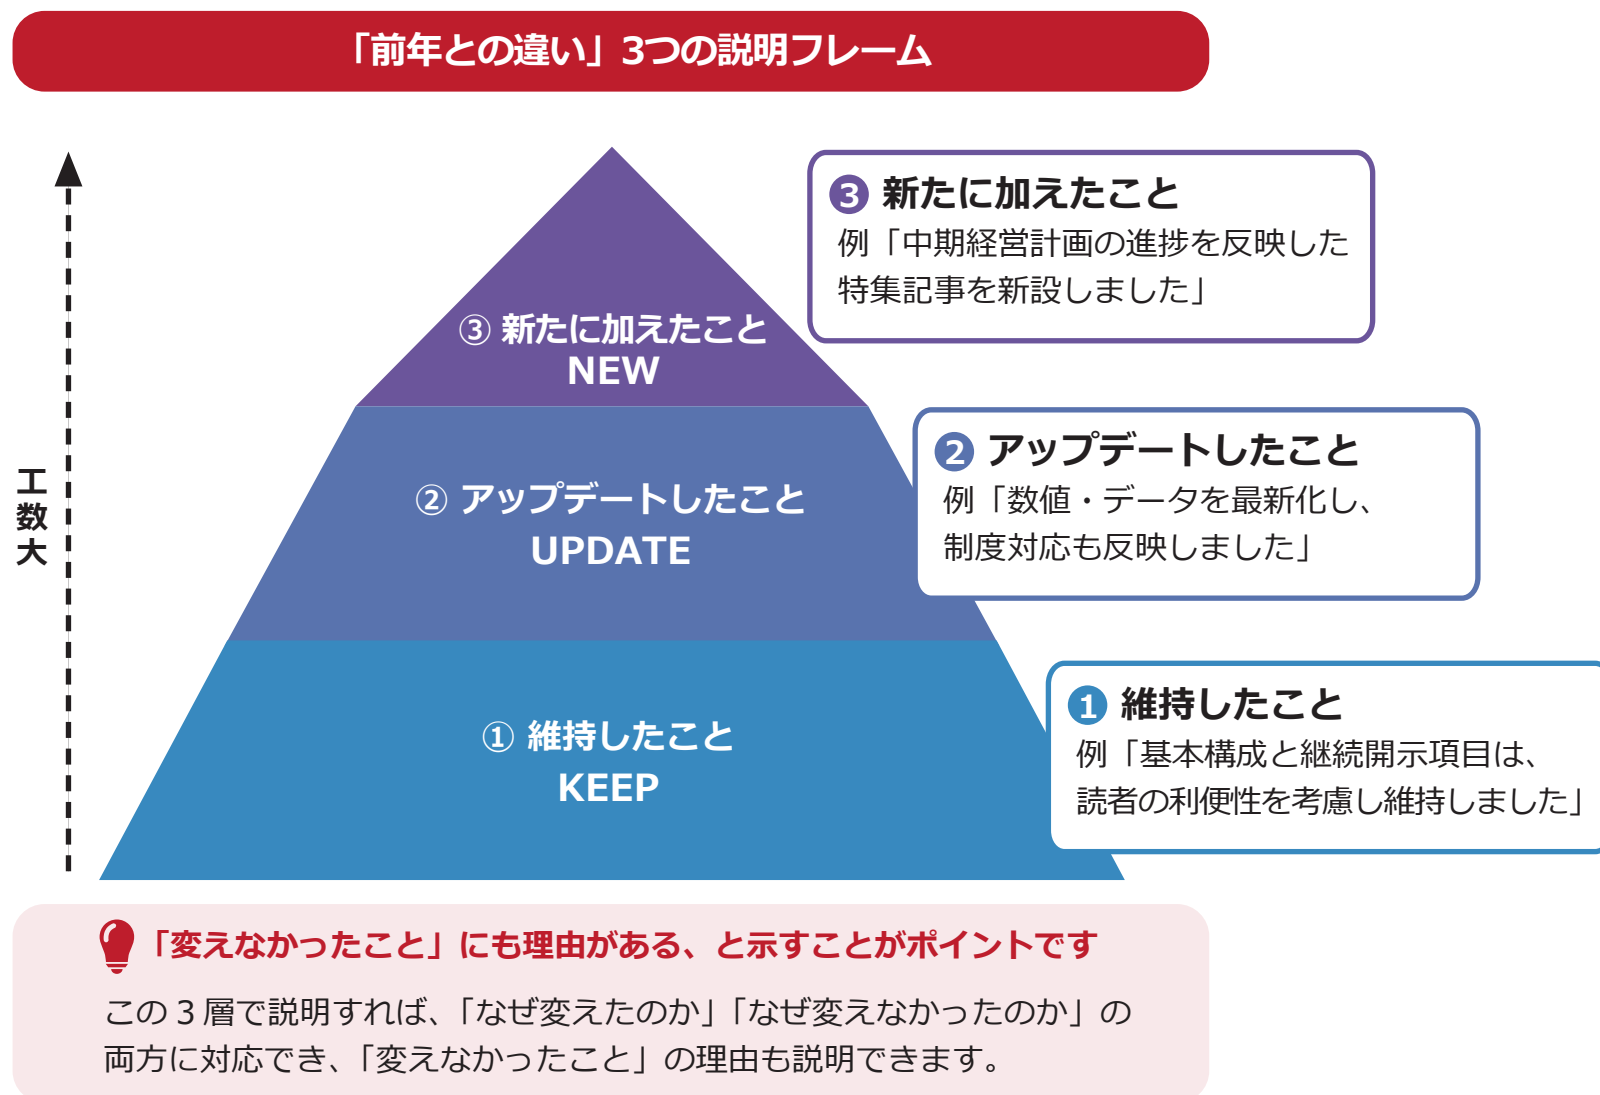 「前年との違い」3つの説明フレーム
工数大
③ 新たに加えたこと
NEW
② アップデートしたこと
UPDATE
① 維持したこと
KEEP
❸ 新たに加えたこと
例「中期経営計画の進捗を反映した
特集記事を新設しました」
❷ アップデートしたこと
例「数値・データを最新化し、
制度対応も反映しました」
❶ 維持したこと
例「基本構成と継続開示項目は、
読者の利便性を考慮し維持しました」
「変えなかったこと」にも理由がある、と示すことがポイントです
この 3 層で説明すれば、「なぜ変えたのか」「なぜ変えなかったのか」の
両方に対応でき、「変えなかったこと」の理由も説明できます。